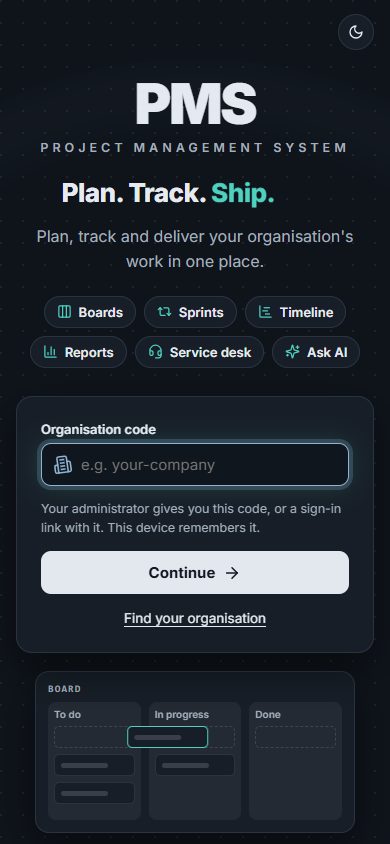 PMS
PROJECT MANAGEMENT SYSTEM
Plan. Track. Ship.
Plan, track and deliver your organisation's
work in one place.
Boards
Sprints
Timeline
Reports
Service desk
Ask AI
Organisation code
e.g. your-company
Your administrator gives you this code, or a sign-in
link with it. This device remembers it.
Continue
Find your organisation
BOARD
To do
In progress
Done